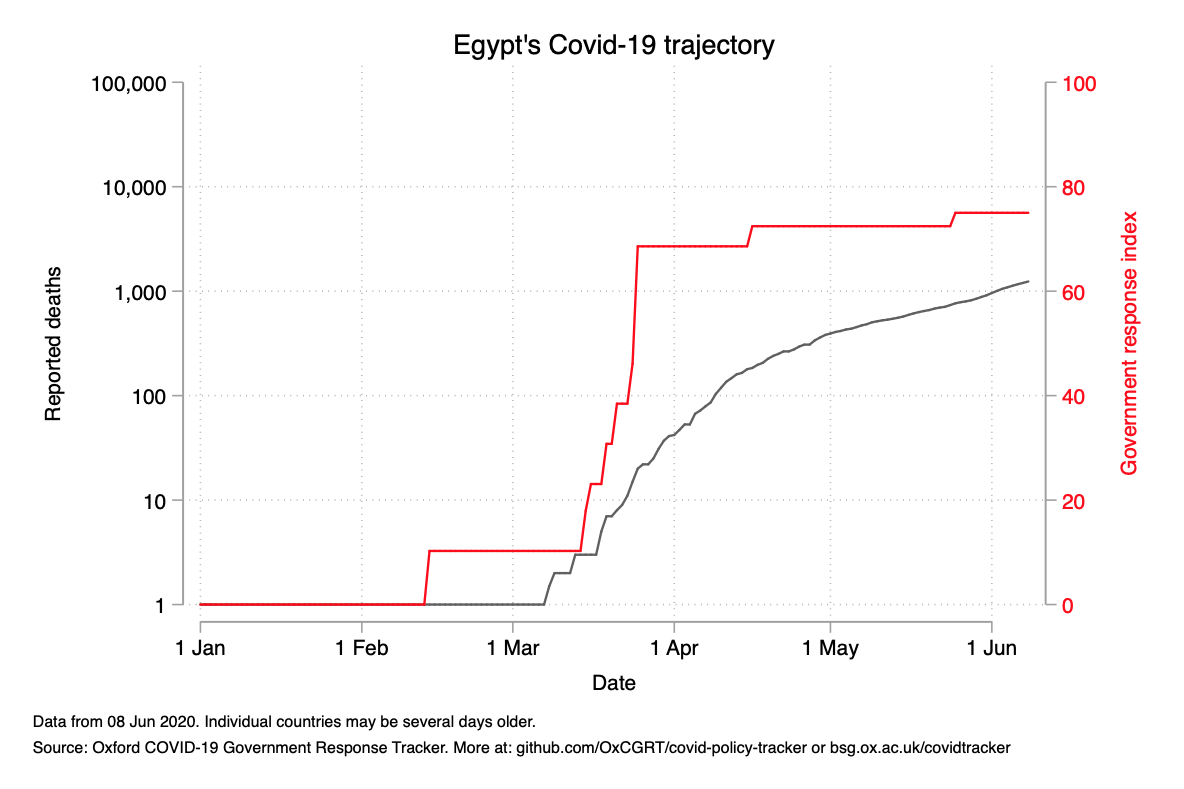 Egypt's Covid-19 trajectory
100,000
10,000
1,000
100
10
1
Reported deaths
100
80
60
40
20
0
Government response index
1 Jan 1 Feb 1 Mar 1 Apr 1 May 1 Jun
Date
Data from 08 Jun 2020. Individual countries may be several days older.
Source: Oxford COVID-19 Government Response Tracker. More at: github.com/OxCGRT/covid-policy-tracker or bsg.ox.ac.uk/covidtracker